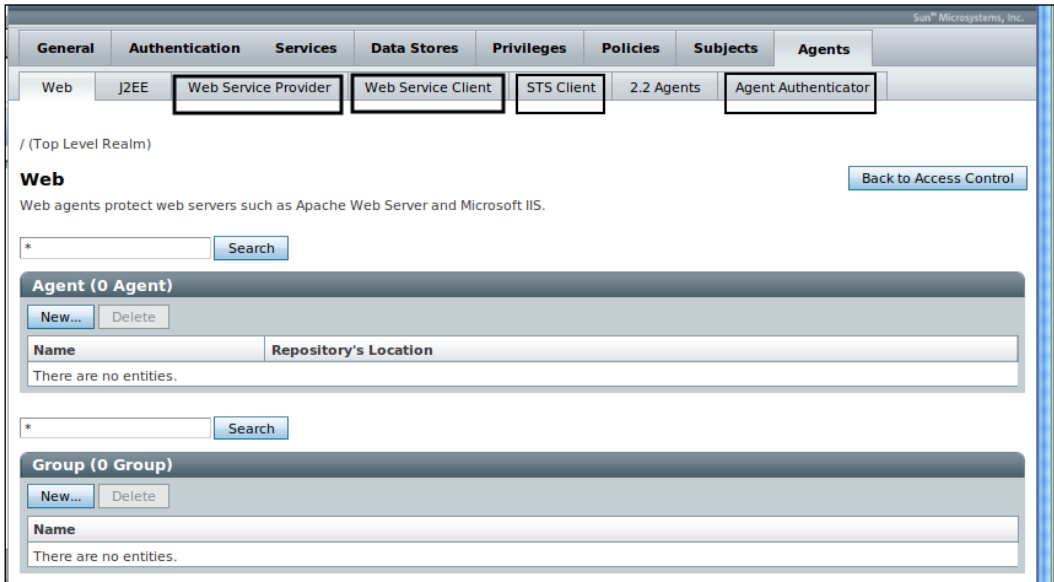 Sun™ Microsystems, Inc.
General Authentication Services Data Stores Privileges Policies Subjects Agents
Web J2EE Web Service Provider Web Service Client STS Client 2.2 Agents Agent Authenticator
/ (Top Level Realm)
Web
Back to Access Control
Web agents protect web servers such as Apache Web Server and Microsoft IIS.
* Search
Agent (0 Agent)
New... Delete
Name Repository's Location
There are no entities.
* Search
Group (0 Group)
New... Delete
Name
There are no entities.